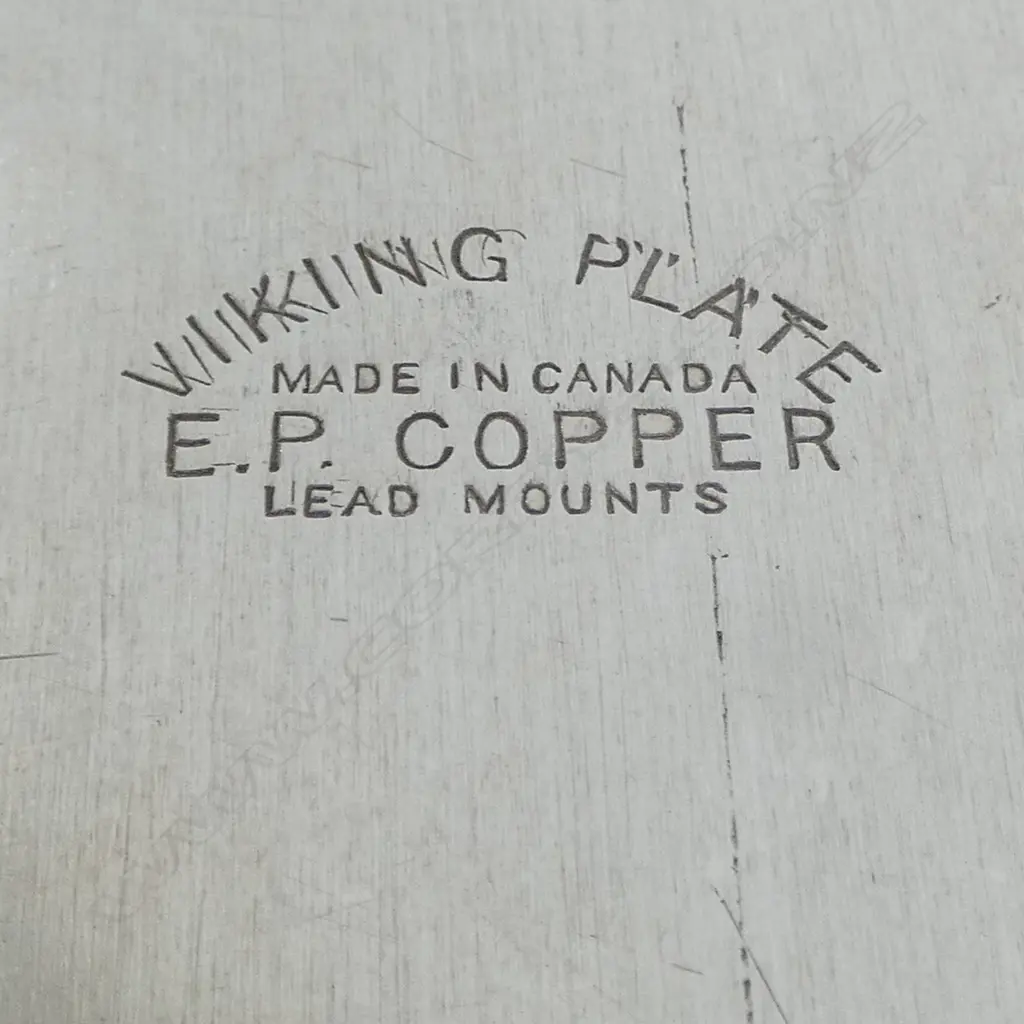 VIKING PLATE
MADE IN CANADA
E.P. COPPER
LEAD MOUNTS